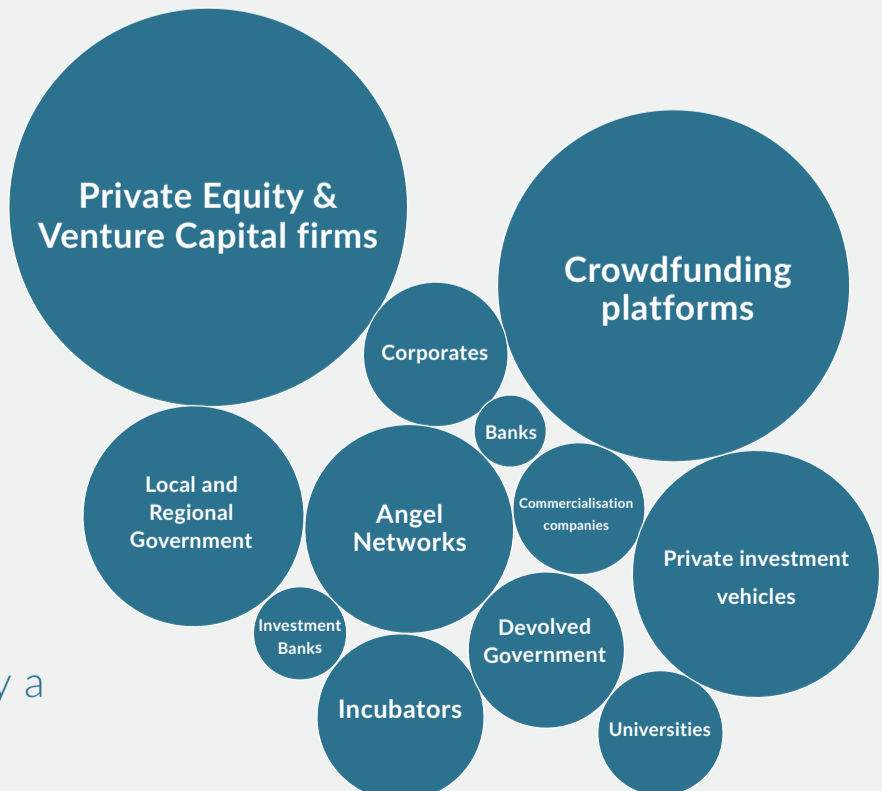 Private Equity &
Venture Capital firms
Crowdfunding
platforms
Corporates
Banks
Local and
Regional
Government
Angel
Networks
Commercialisation
companies
Private investment
vehicles
Investment
Banks
Devolved
Government
Incubators
Universities
y a